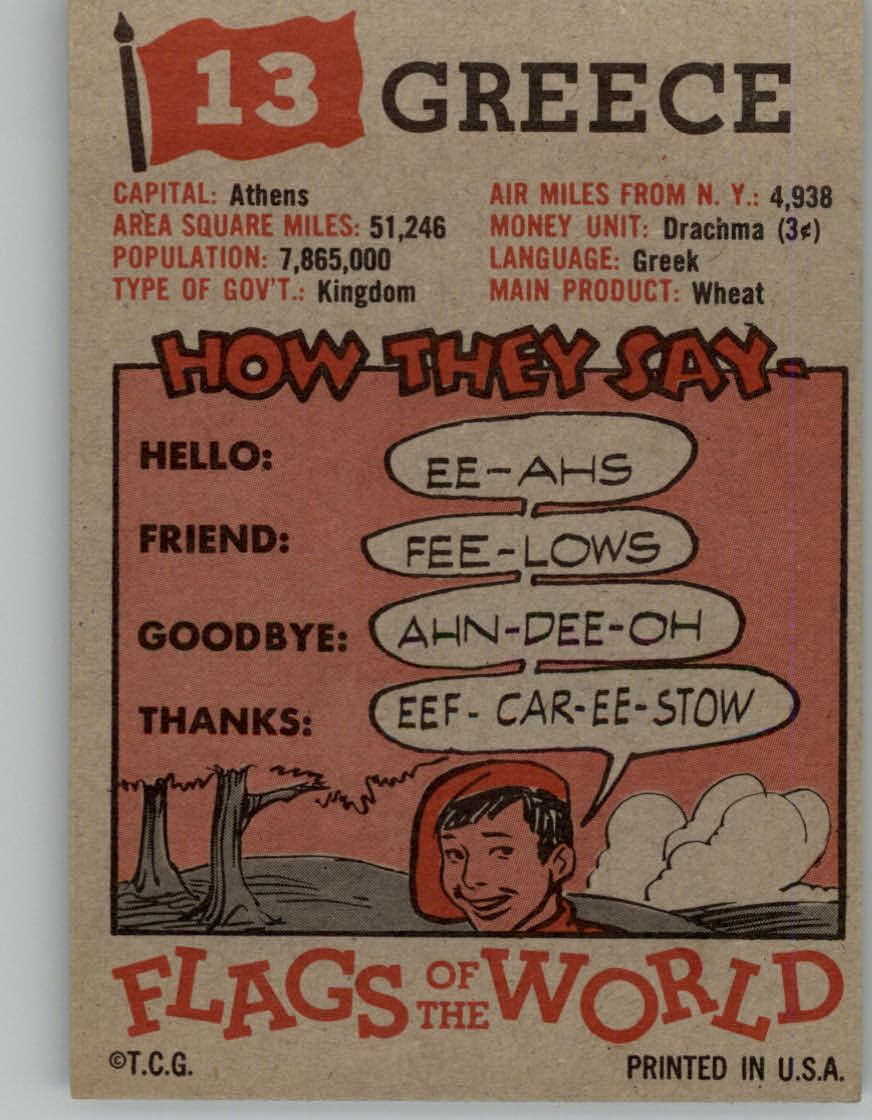 13 GREECE
CAPITAL: Athens
AREA SQUARE MILES: 51,246
POPULATION: 7,865,000
TYPE OF GOV'T.: Kingdom
AIR MILES FROM N. Y.: 4,938
MONEY UNIT: Drachma (3¢)
LANGUAGE: Greek
MAIN PRODUCT: Wheat
HOW THEY SAY-
HELLO: EE-AHS
FRIEND: FEE-LOWS
GOODBYE: AHN-DEE-OH
THANKS: EEF-CAR-EE-STOW
FLAGS OF THE WORLD
©T.C.G. PRINTED IN U.S.A.